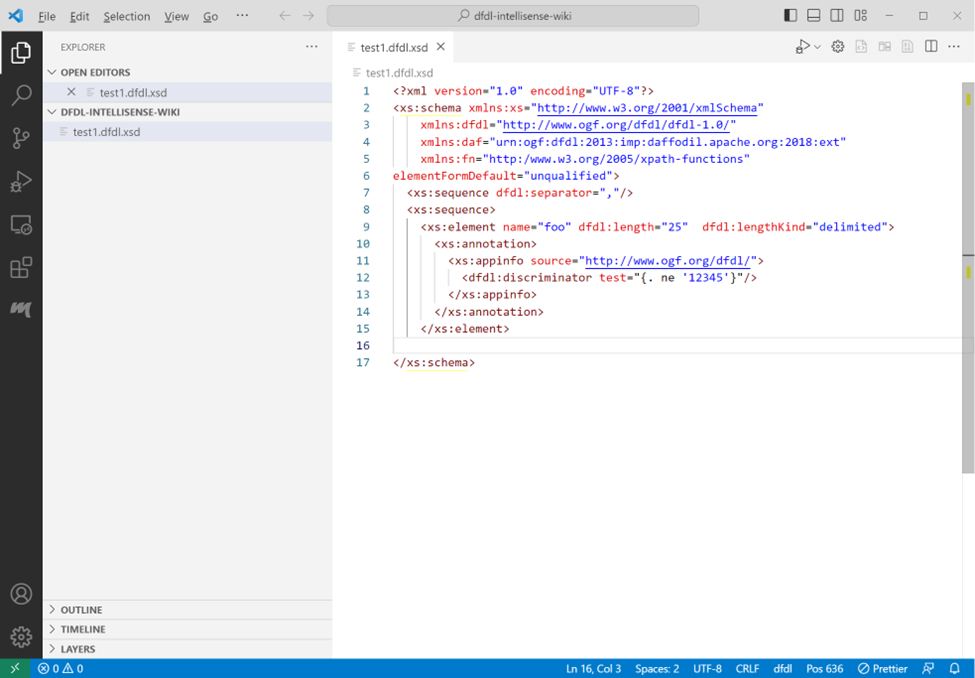 File Edit Selection View Go ··· dfdl-intellisense-wiki
EXPLORER ···
OPEN EDITORS
test1.dfdl.xsd
DFDL-INTELLISENSE-WIKI
test1.dfdl.xsd
OUTLINE
TIMELINE
LAYERS
test1.dfdl.xsd
test1.dfdl.xsd
1 <?xml version="1.0" encoding="UTF-8"?>
2 <xs:schema xmlns:xs="http://www.w3.org/2001/xmlSchema"
3 xmlns:dfdl="http://www.ogf.org/dfdl/dfdl-1.0/"
4 xmlns:daf="urn:ogf:dfdl:2013:imp:daffodil.apache.org:2018:ext"
5 xmlns:fn="http:/www.w3.org/2005/xpath-functions"
6 elementFormDefault="unqualified">
7 <xs:sequence dfdl:separator=","/>
8 <xs:sequence>
9 <xs:element name="foo" dfdl:length="25"  dfdl:lengthKind="delimited">
10 <xs:annotation>
11 <xs:appinfo source="http://www.ogf.org/dfdl/">
12 <dfdl:discriminator test="{. ne '12345'}"/>
13 </xs:appinfo>
14 </xs:annotation>
15 </xs:element>
16
17 </xs:schema>
0 0 Ln 16, Col 3 Spaces: 2 UTF-8 CRLF dfdl Pos 636 Prettier